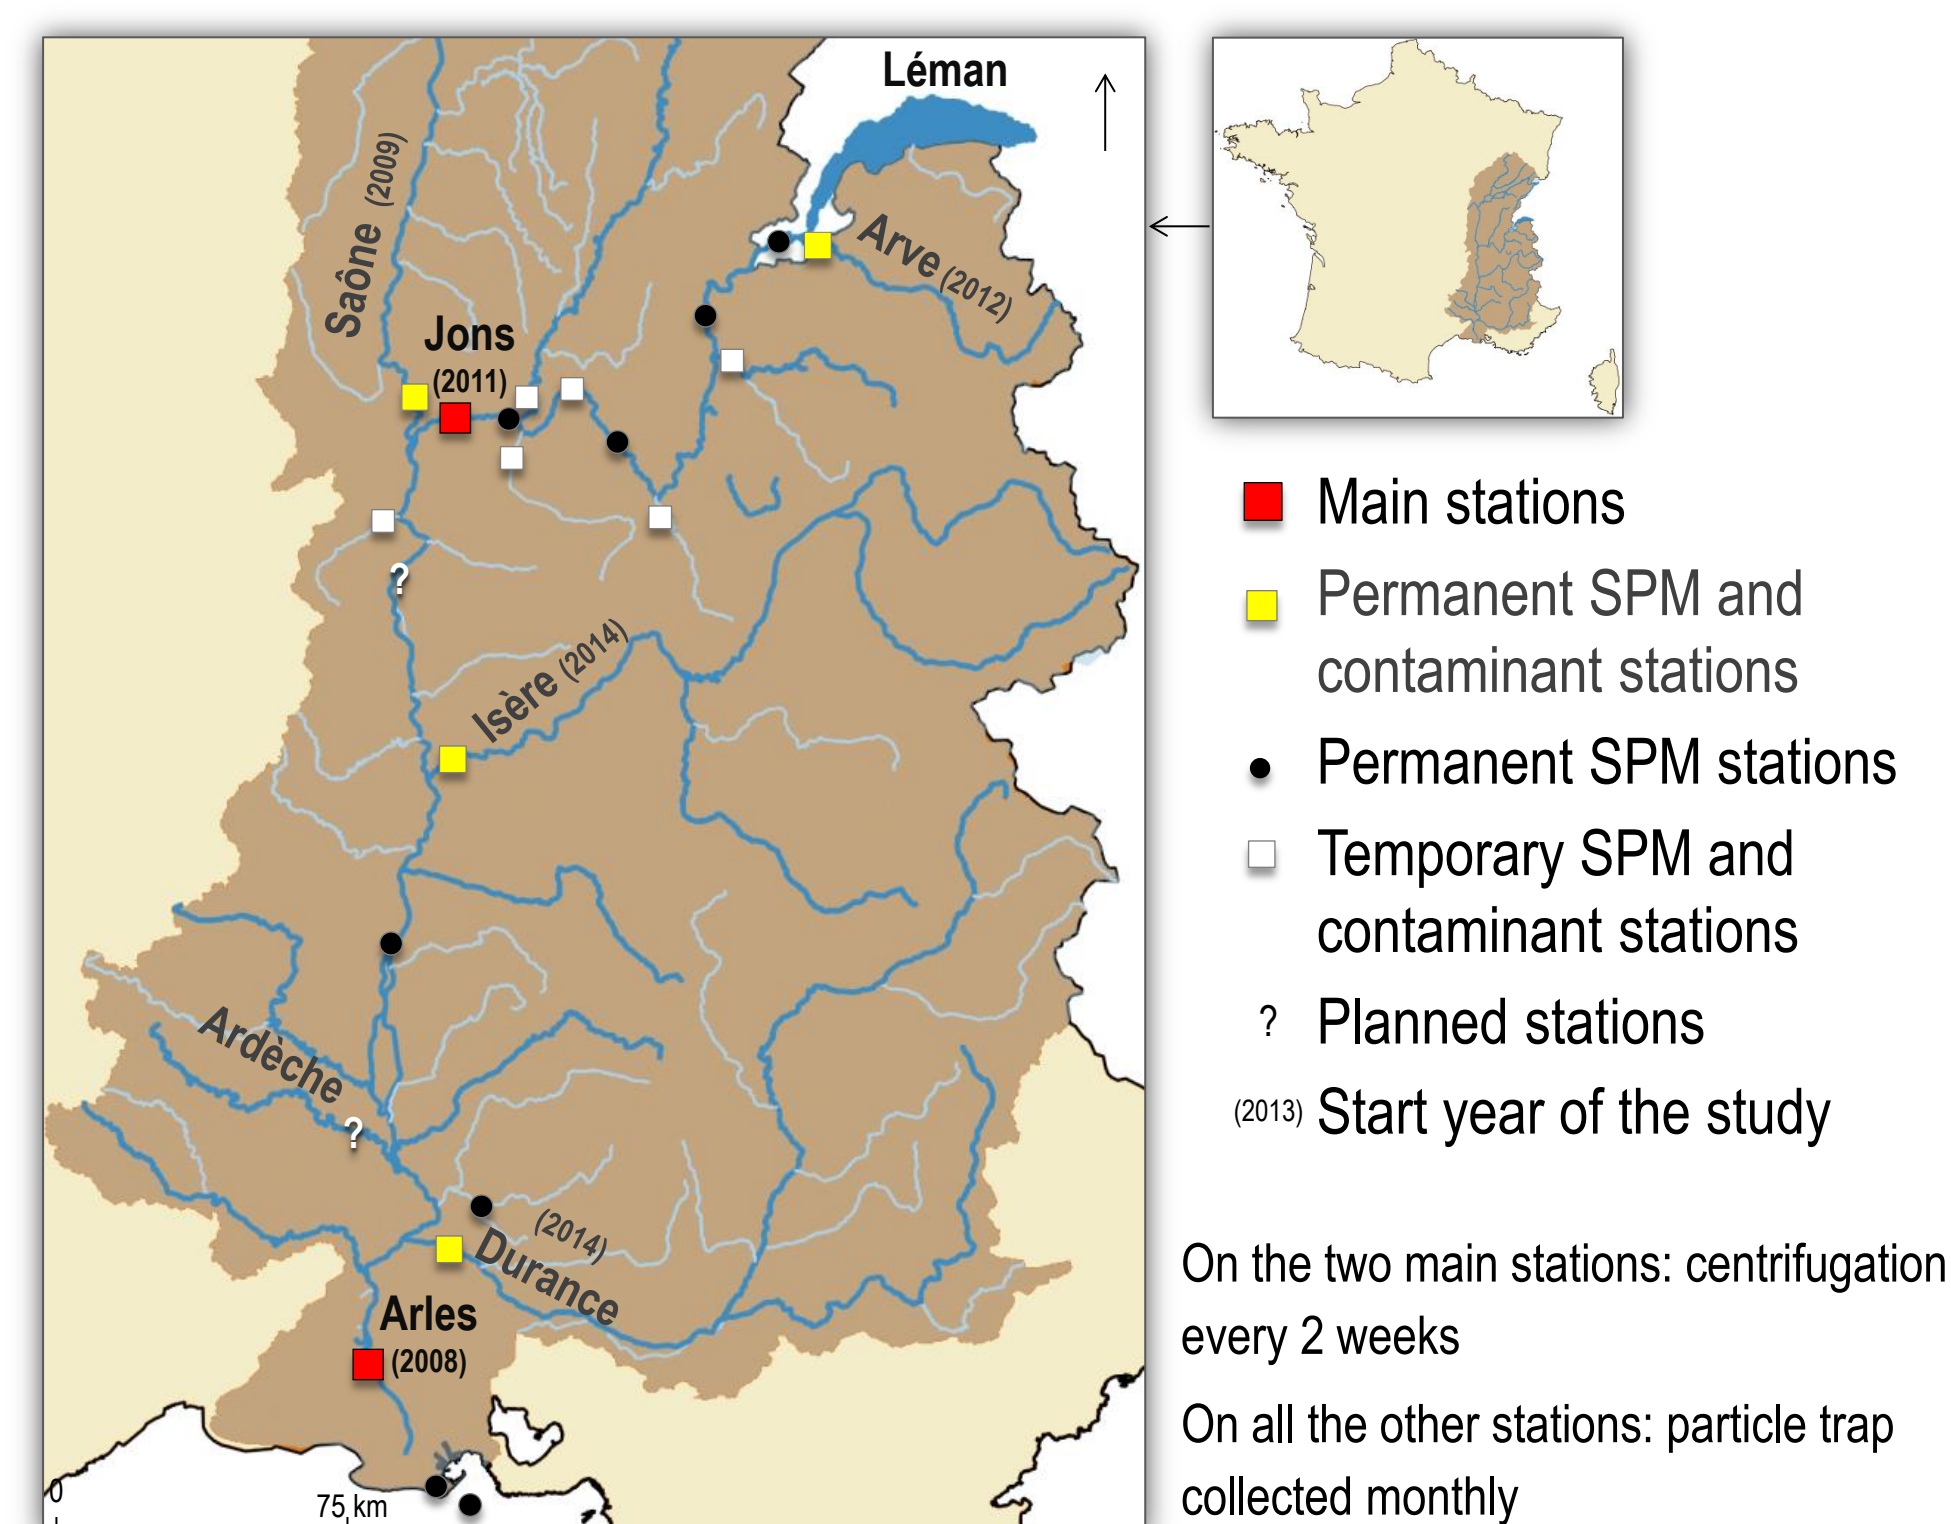 Léman
Saône (2009)
Arve (2012)
Jons
(2011)
?
Isère (2014)
Ardèche
?
(2014)
Durance
Arles
(2008)
0
75 km
Main stations
Permanent SPM and
contaminant stations
Permanent SPM stations
Temporary SPM and
contaminant stations
? Planned stations
(2013) Start year of the study
On the two main stations: centrifugation
every 2 weeks
On all the other stations: particle trap
collected monthly